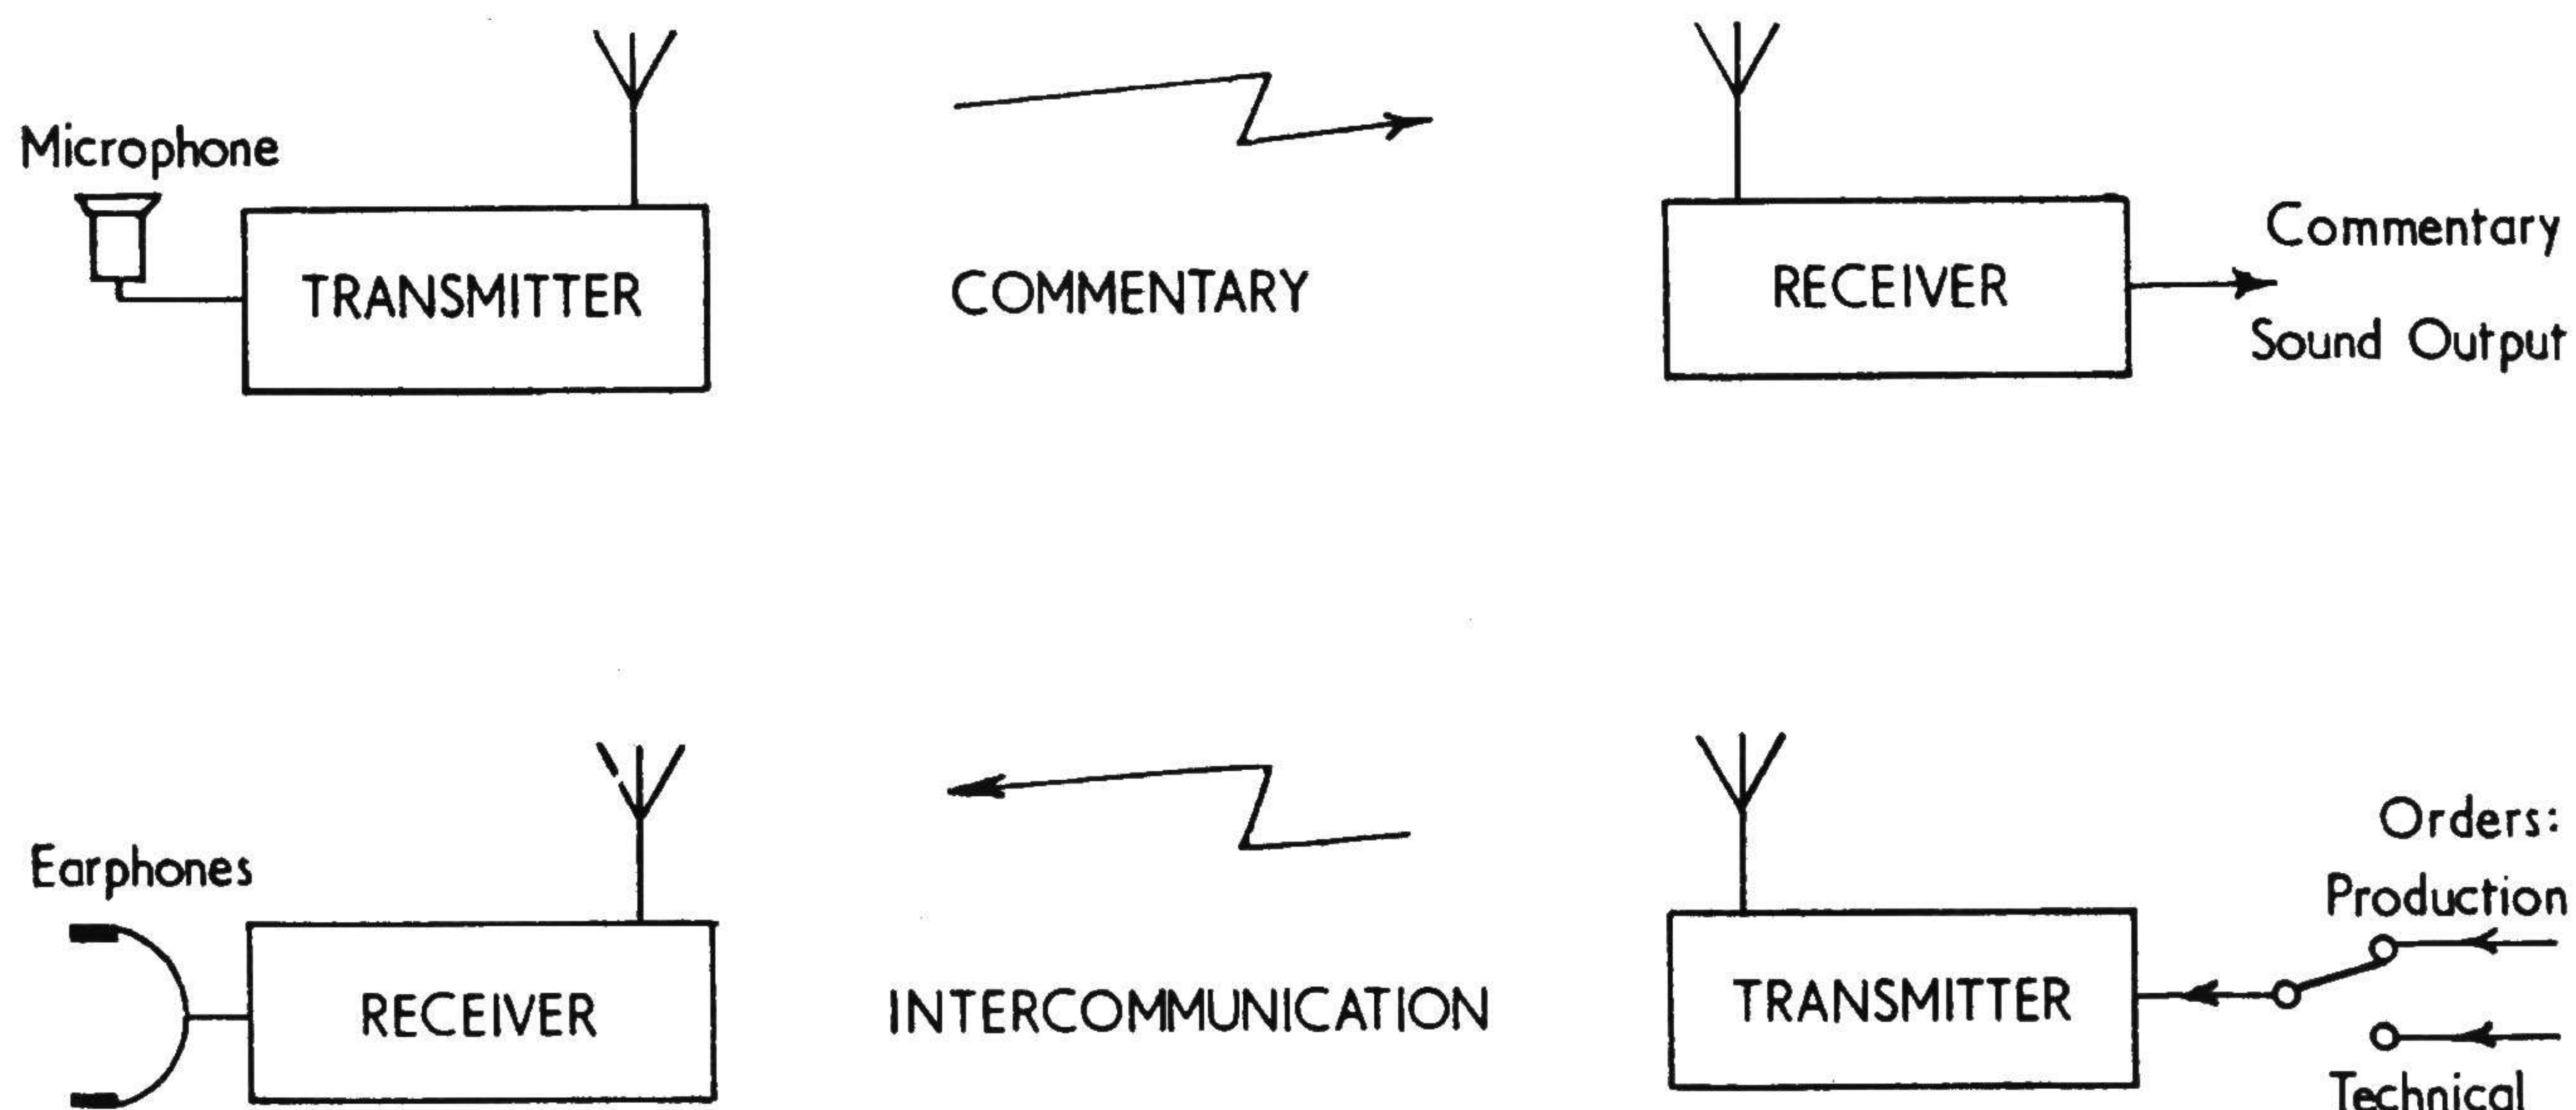 Microphone
TRANSMITTER
COMMENTARY
RECEIVER
Commentary
Sound Output
Earphones
RECEIVER
INTERCOMMUNICATION
TRANSMITTER
Orders:
Production
Technical